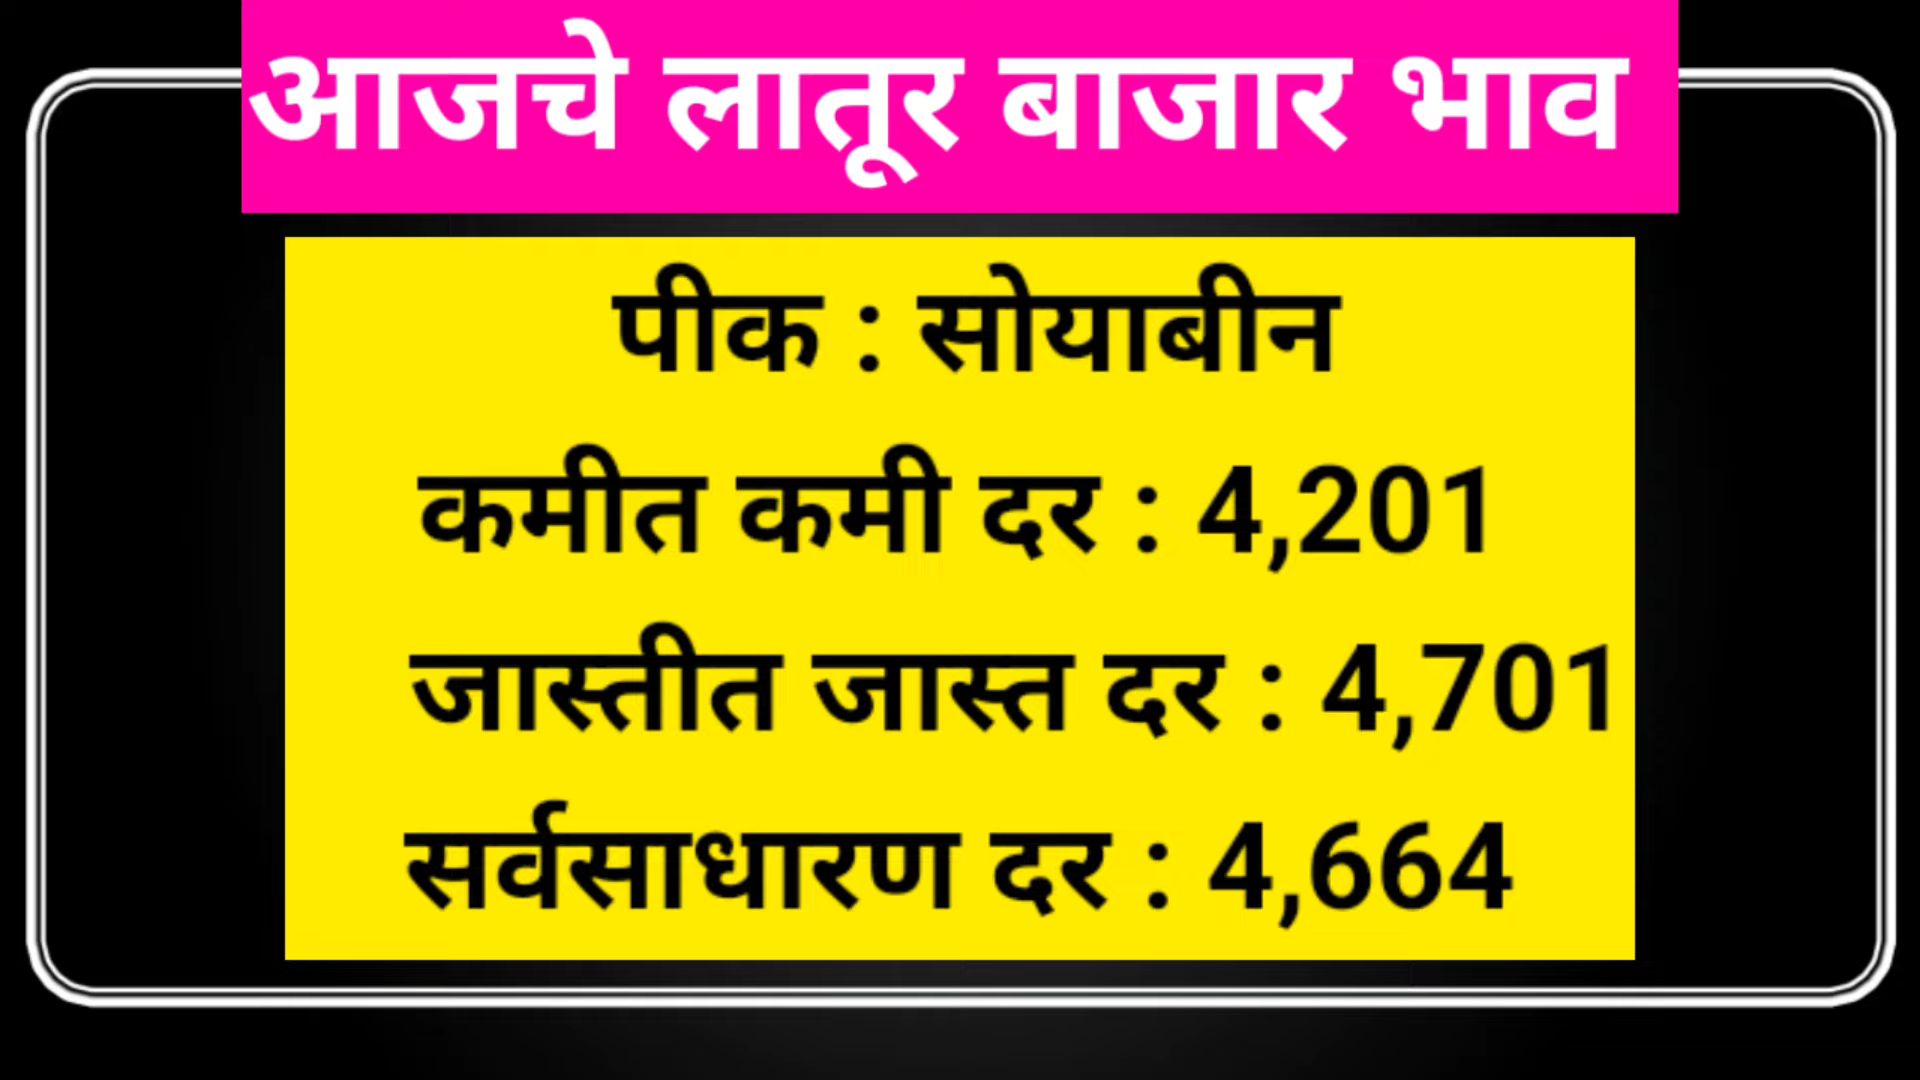 आजचे लातूर बाजार भाव
पीक : सोयाबीन
कमीत कमी दर : 4,201
जास्तीत जास्त दर : 4,701
सर्वसाधारण दर : 4,664